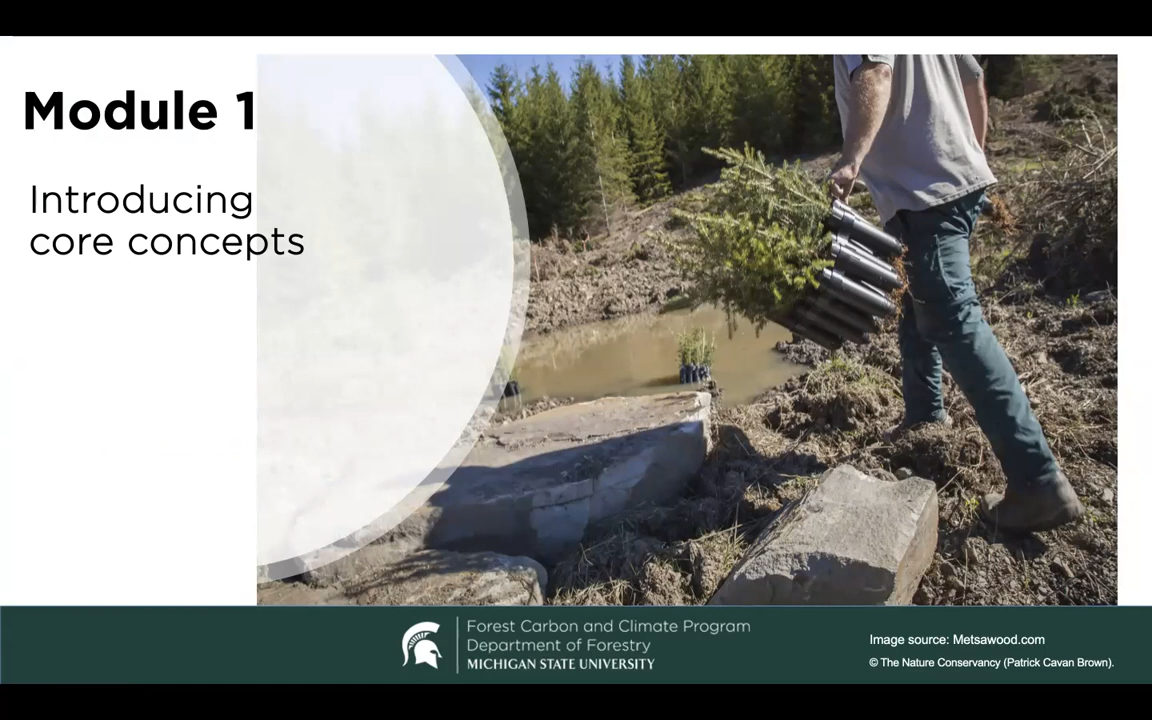 Module 1
Introducing
core concepts
Forest Carbon and Climate Program
Department of Forestry
MICHIGAN STATE UNIVERSITY
Image source: Metsawood.com
© The Nature Conservancy (Patrick Cavan Brown).